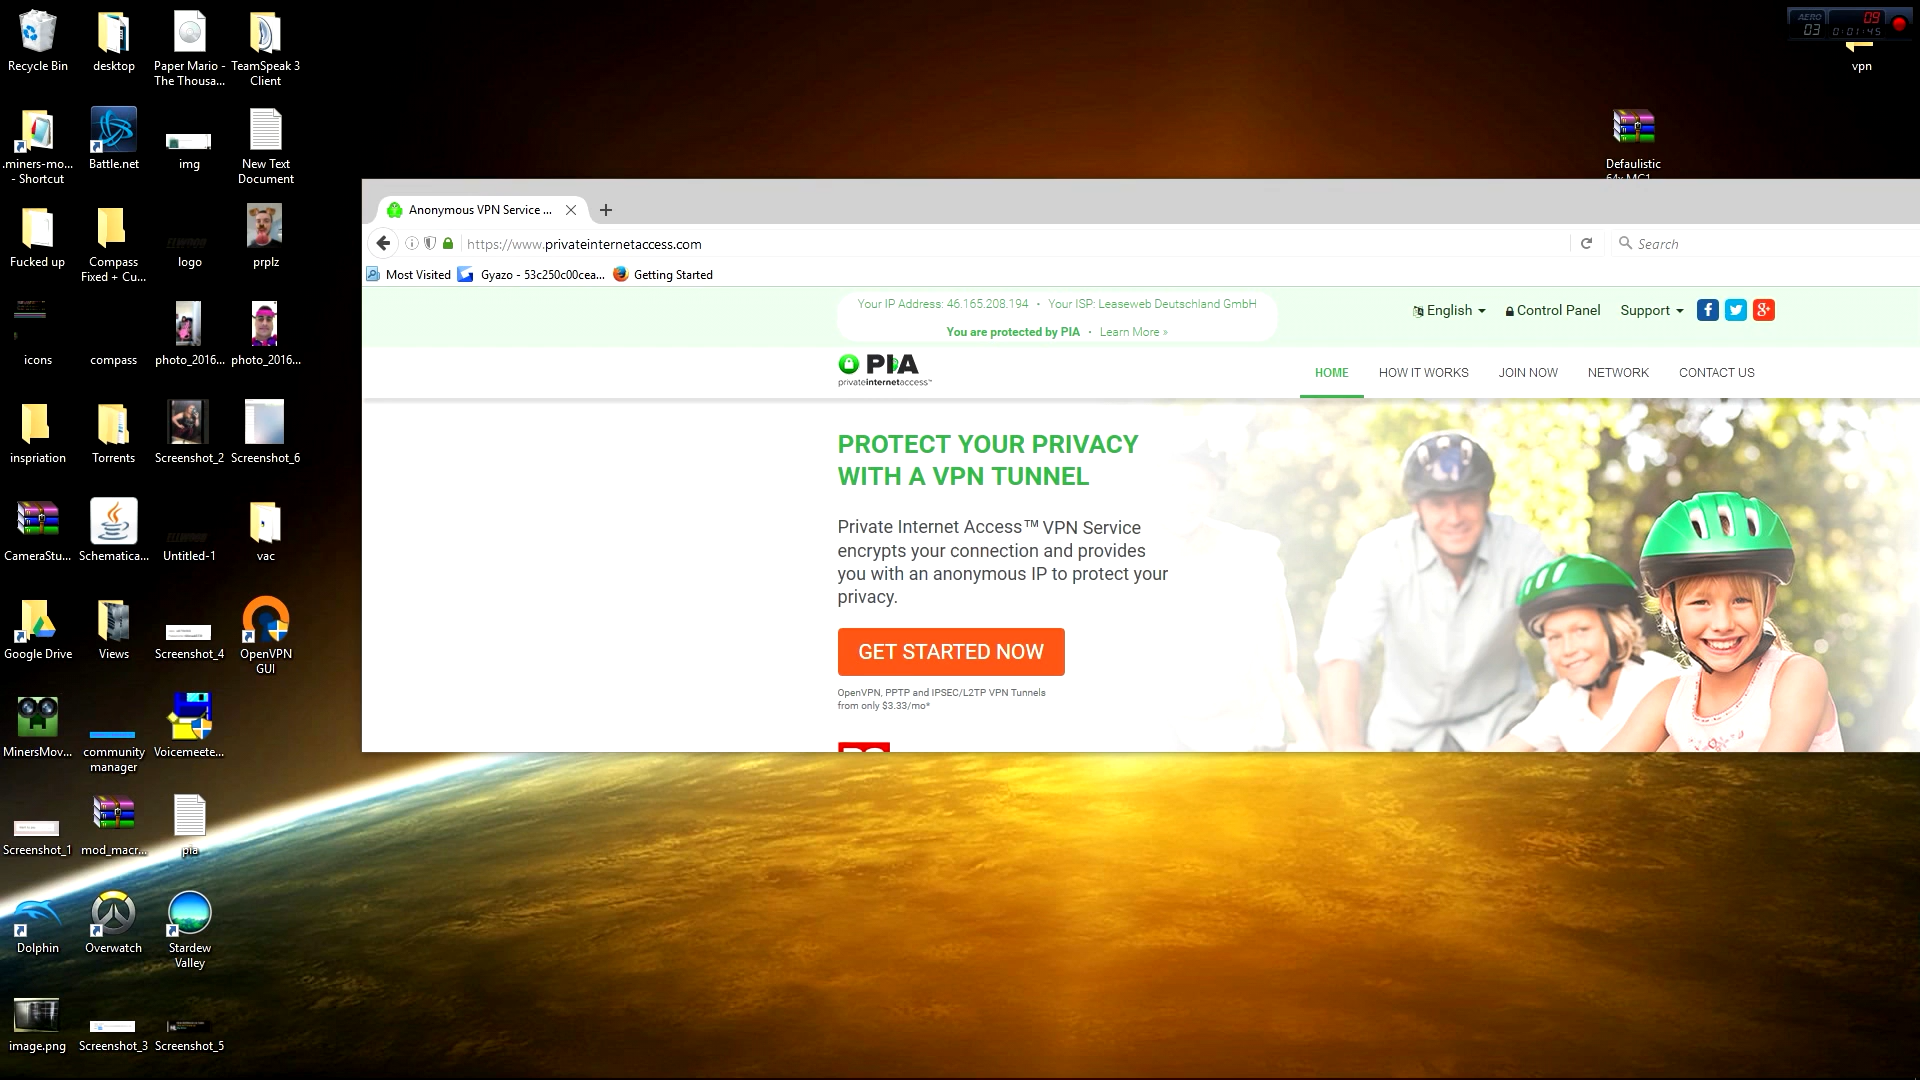 Recycle Bin
desktop
Paper Mario -
The Thousa...
TeamSpeak 3
Client
.miners-mo...
- Shortcut
Battle.net
img
New Text
Document
Fucked up
Compass
Fixed + Cu...
logo
prplz
icons
compass
photo_2016...
photo_2016...
inspriation
Torrents
Screenshot_2
Screenshot_6
CameraStu...
Schematica...
Untitled-1
vac
Google Drive
Views
Screenshot_4
OpenVPN
GUI
MinersMov...
community
manager
Voicemeete...
Screenshot_1
mod_macr...
pia
Dolphin
Overwatch
Stardew
Valley
image.png
Screenshot_3
Screenshot_5
AERO
03
09
0:01:45
vpn
Defaulistic
64x MC1
Anonymous VPN Service ...
https://www.privateinternetaccess.com
Search
Most Visited
Gyazo - 53c250c00cea...
Getting Started
Your IP Address: 46.165.208.194 • Your ISP: Leaseweb Deutschland GmbH
You are protected by PIA • Learn More »
English
Control Panel
Support
PIA
privateinternetaccess™
HOME
HOW IT WORKS
JOIN NOW
NETWORK
CONTACT US
PROTECT YOUR PRIVACY
WITH A VPN TUNNEL
Private Internet Access™ VPN Service
encrypts your connection and provides
you with an anonymous IP to protect your
privacy.
GET STARTED NOW
OpenVPN, PPTP and IPSEC/L2TP VPN Tunnels
from only $3.33/mo*